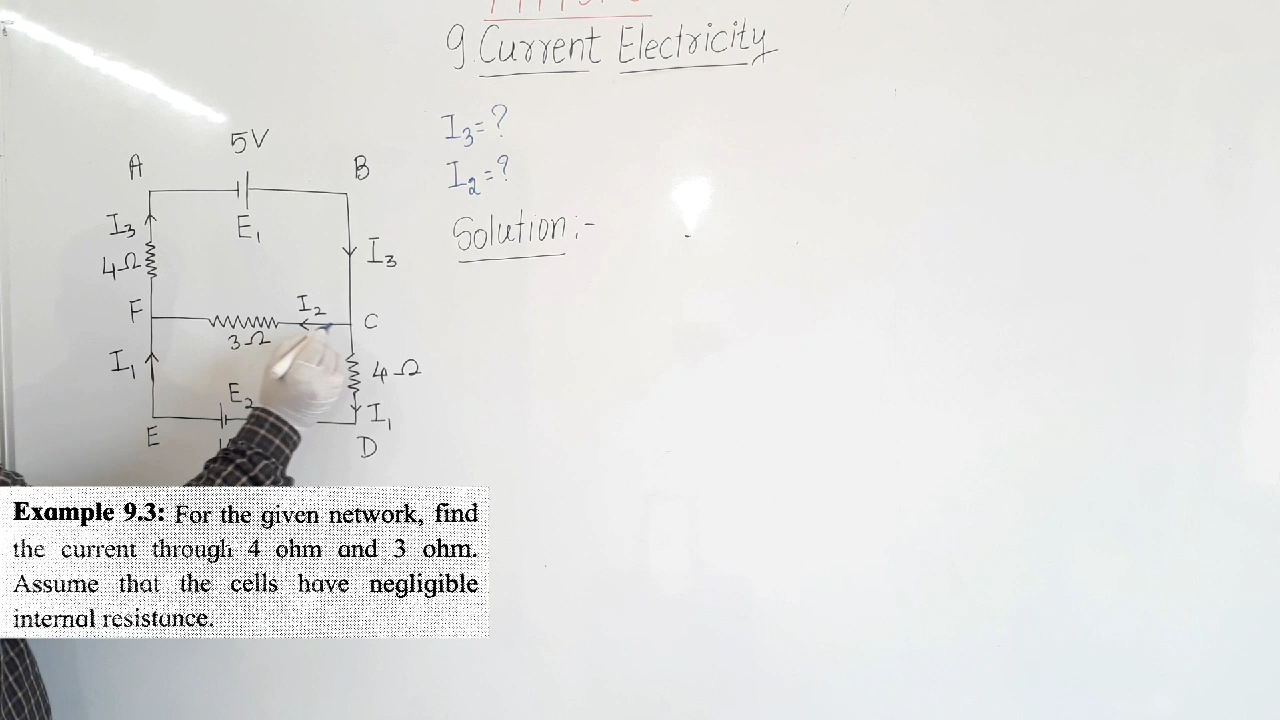 9. Current Electricity
I₃=?
I₂=?
Solution:-
5V
A
B
E₁
I₃
I₃
4Ω
F
I₂
C
3Ω
4Ω
I₁
E₂
I₁
E
D
Example 9.3: For the given network, find
the current through 4 ohm and 3 ohm.
Assume that the cells have negligible
internal resistance.